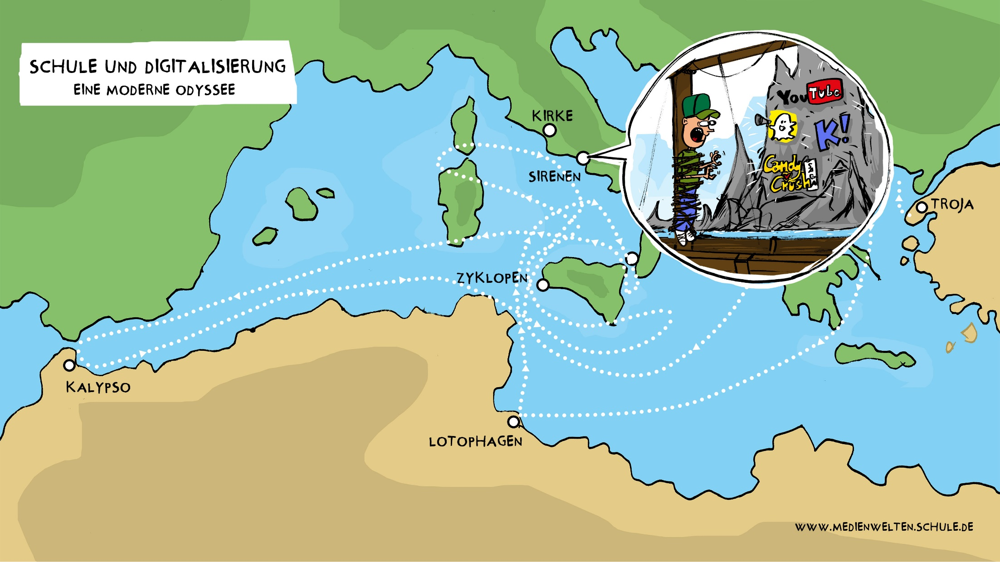 SCHULE UND DIGITALISIERUNG
EINE MODERNE ODYSSEE
KIRKE
SIRENEN
YouTube
K!
Candy
Crush
TROJA
ZYKLOPEN
KALYPSO
LOTOPHAGEN
WWW.MEDIENWELTEN.SCHULE.DE